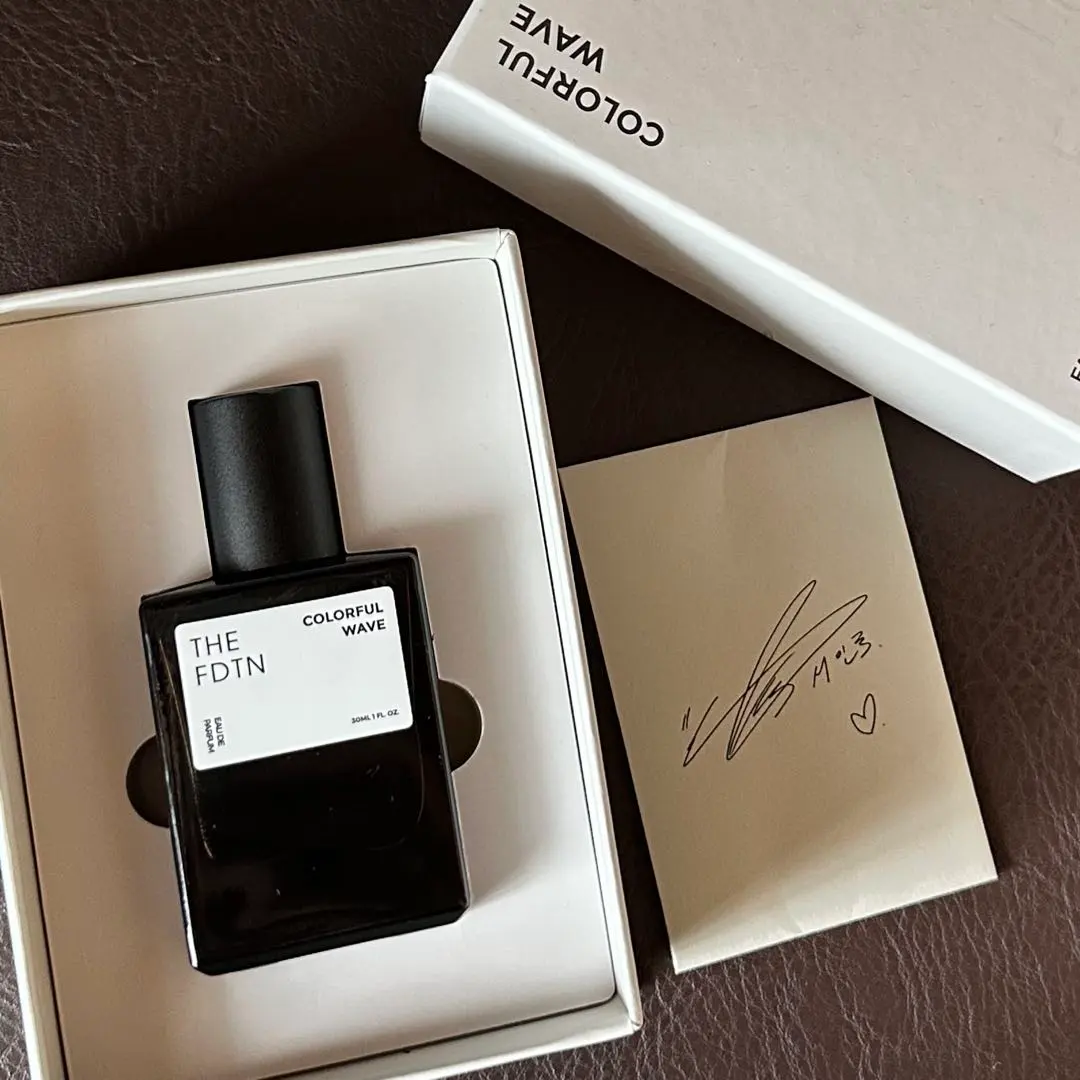 COLORFUL
WAVE
THE
FDTN
COLORFUL
WAVE
EAU DE
PARFUM
30ML 1 FL. OZ.